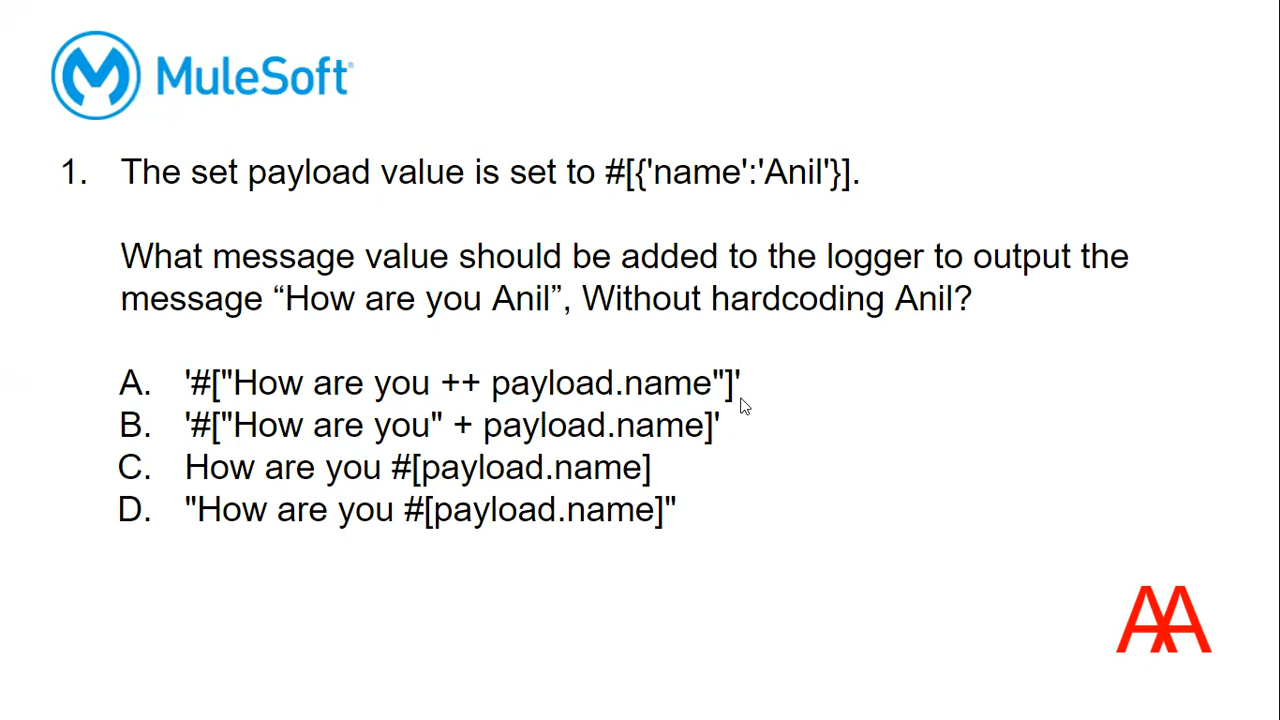 MuleSoft
1. The set payload value is set to #[{'name':'Anil'}].
What message value should be added to the logger to output the
message “How are you Anil”, Without hardcoding Anil?
A. '#["How are you ++ payload.name"]'
B. '#["How are you" + payload.name]'
C. How are you #[payload.name]
D. "How are you #[payload.name]"
AA